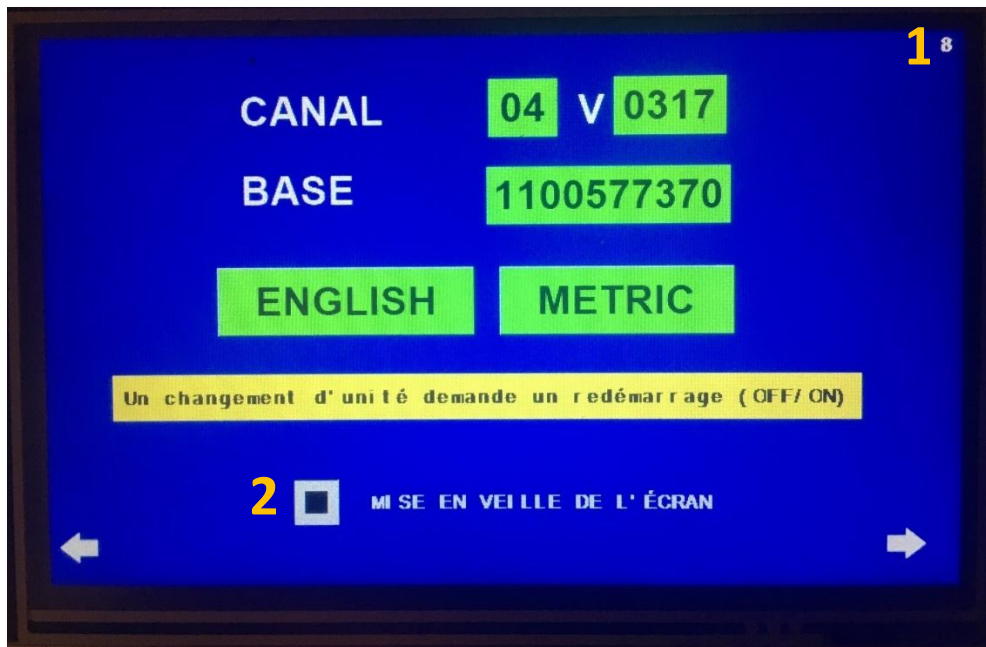 1 8
CANAL 04 V 0317
BASE 1100577370
ENGLISH METRIC
Un changement d'unité demande un redémarrage (OFF/ON)
2 MISE EN VEILLE DE L'ÉCRAN